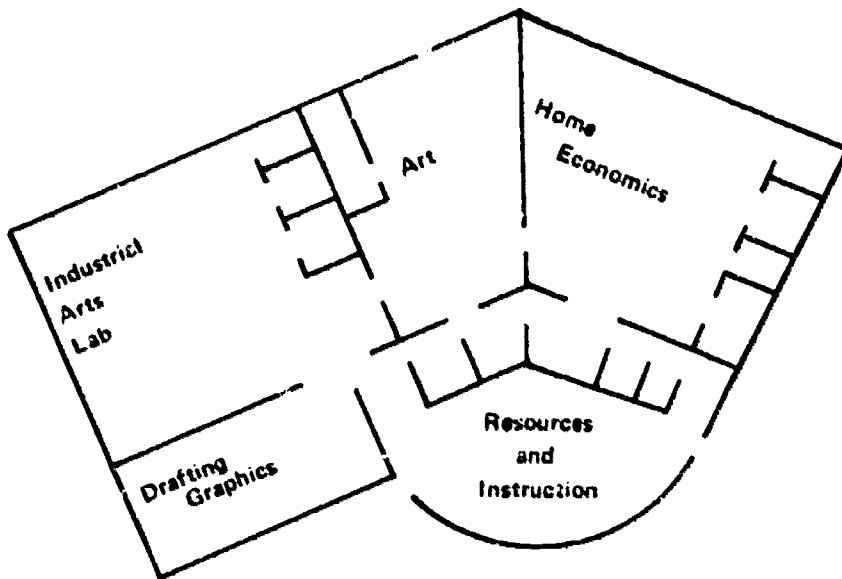 Home
Economics
Art
Industrial
Arts
Lab
Drafting
Graphics
Resources
and
Instruction